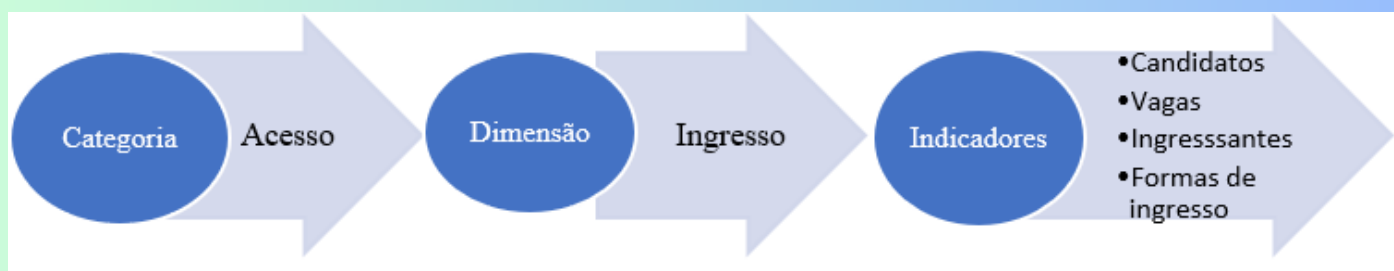 Categoria
Acesso
Dimensão
Ingresso
Indicadores
•Candidatos
•Vagas
•Ingresssantes
•Formas de
ingresso